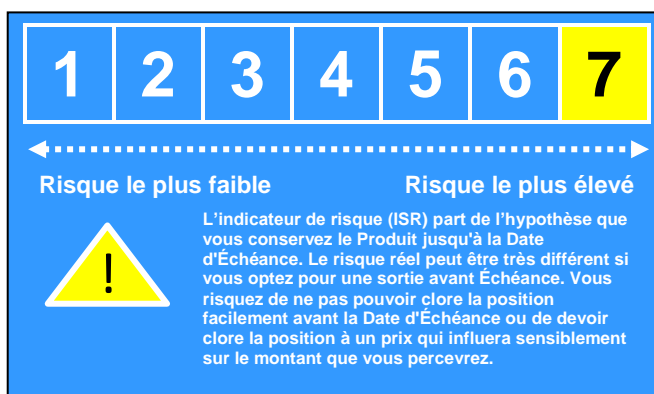 1 2 3 4 5 6 7
Risque le plus faible Risque le plus élevé
L'indicateur de risque (ISR) part de l'hypothèse que
vous conservez le Produit jusqu'à la Date
d'Échéance. Le risque réel peut être très différent si
vous optez pour une sortie avant Échéance. Vous
risquez de ne pas pouvoir clore la position
facilement avant la Date d'Échéance ou de devoir
clore la position à un prix qui influera sensiblement
sur le montant que vous percevrez.
!